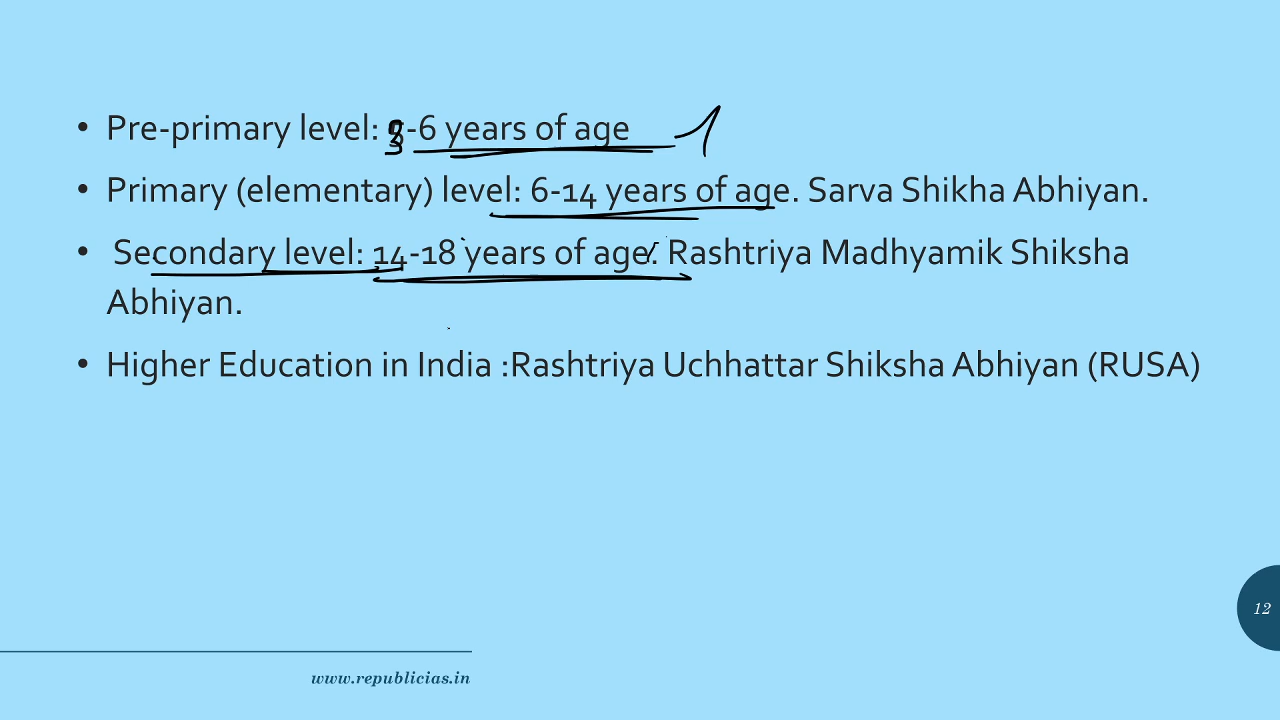 • Pre-primary level: 3-6 years of age
• Primary (elementary) level: 6-14 years of age. Sarva Shikha Abhiyan.
• Secondary level: 14-18 years of age. Rashtriya Madhyamik Shiksha
Abhiyan.
• Higher Education in India :Rashtriya Uchhattar Shiksha Abhiyan (RUSA)
12
www.republicias.in